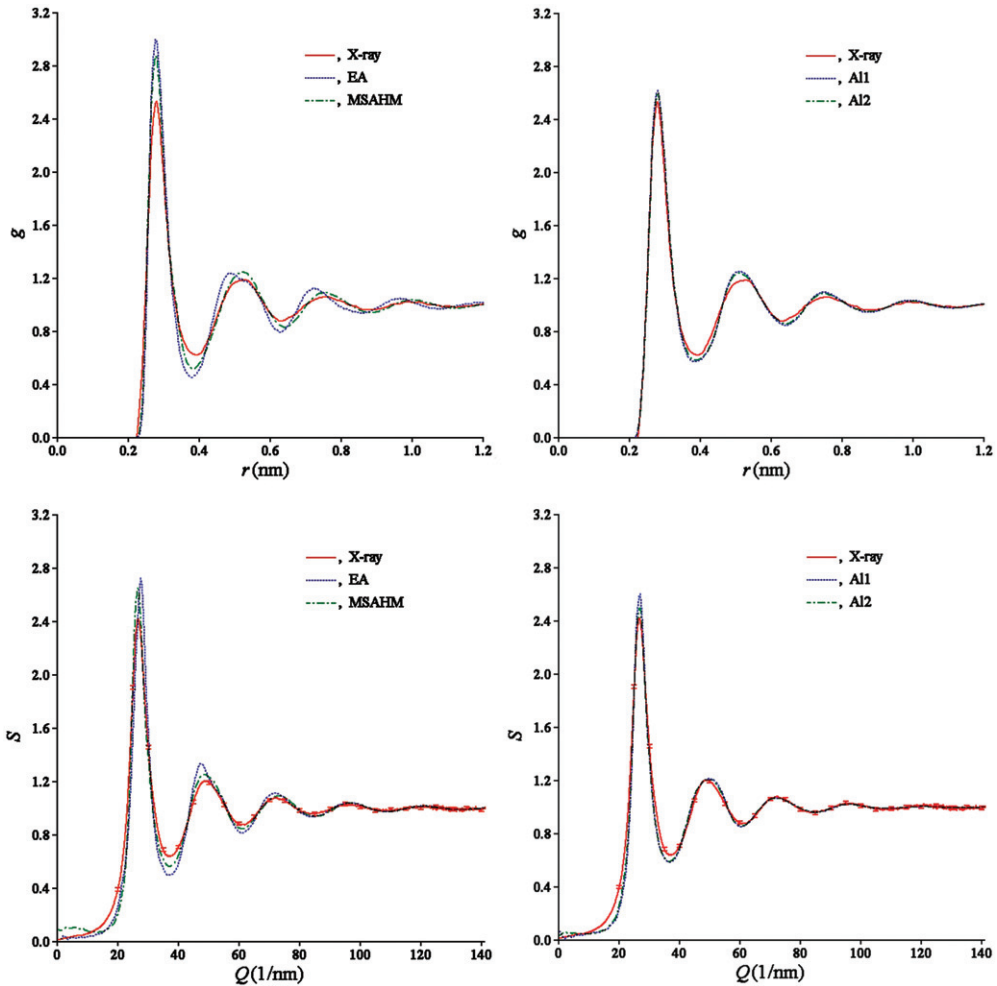 3.2
2.8
2.4
2.0
1.6
1.2
0.8
0.4
0.0
g
0.0 0.2 0.4 0.6 0.8 1.0 1.2
r(nm)
, X-ray
, EA
, MSAHM
3.2
2.8
2.4
2.0
1.6
1.2
0.8
0.4
0.0
g
0.0 0.2 0.4 0.6 0.8 1.0 1.2
r(nm)
, X-ray
, Al1
, Al2
3.2
2.8
2.4
2.0
1.6
1.2
0.8
0.4
0.0
S
0 20 40 60 80 100 120 140
Q(1/nm)
, X-ray
, EA
, MSAHM
3.2
2.8
2.4
2.0
1.6
1.2
0.8
0.4
0.0
S
0 20 40 60 80 100 120 140
Q(1/nm)
, X-ray
, Al1
, Al2